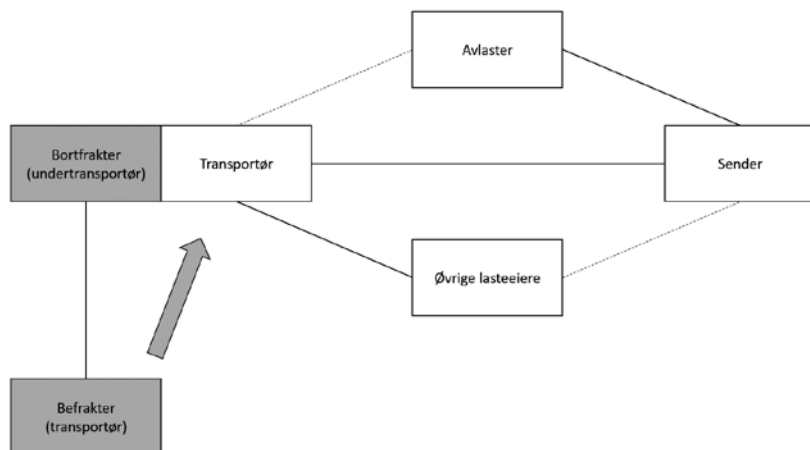 Avlaster
Bortfrakter
(undertransportør)
Transportør
Sender
Øvrige lasteeiere
Befrakter
(transportør)